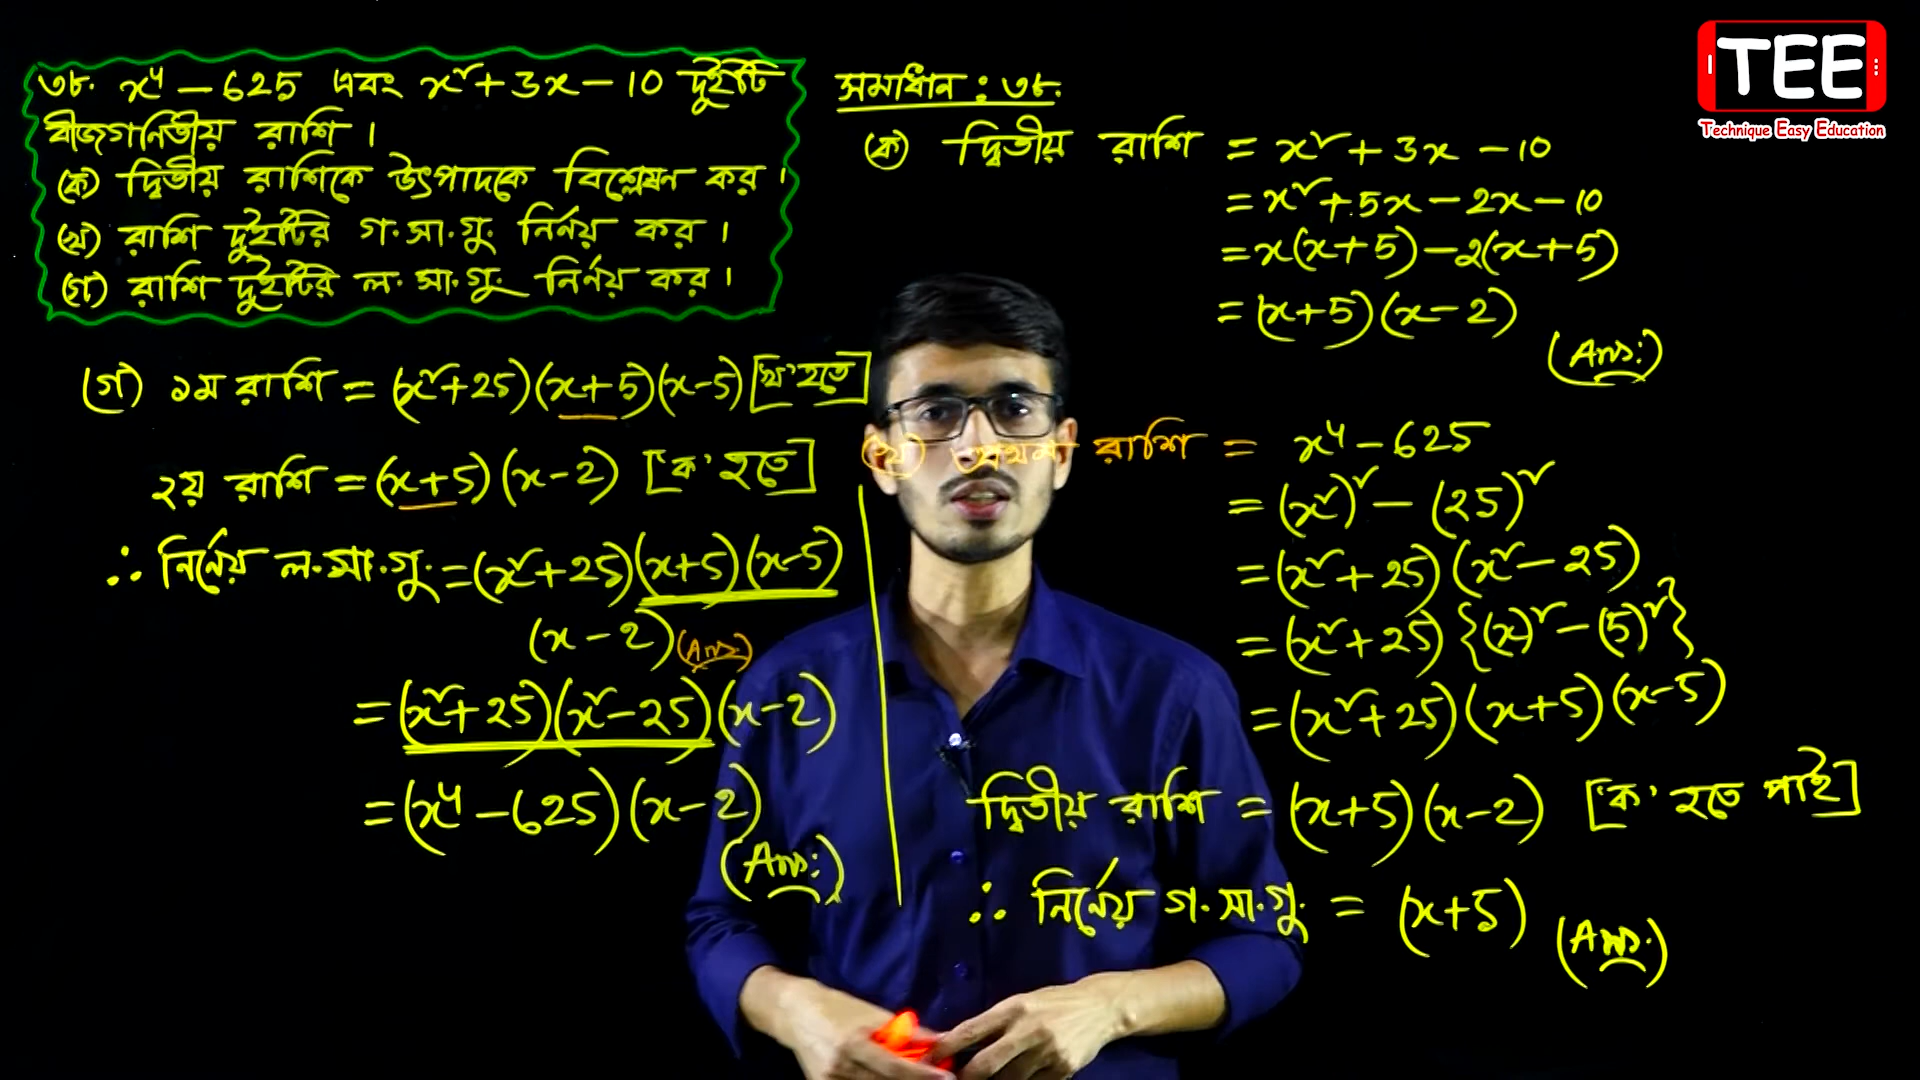 ৩৮. x⁴ – 625 এবং x² + 3x – 10 দুইটি
বীজগনিতীয় রাশি ।
(ক) দ্বিতীয় রাশিকে উৎপাদকে বিশ্লেষণ কর ।
(খ) রাশি দুইটির গ. সা. গু. নির্ণয় কর ।
(গ) রাশি দুইটির ল. সা. গু. নির্ণয় কর ।
(গ) ১ম রাশি = (x²+25)(x+5)(x-5) ['খ' হতে]
২য় রাশি = (x+5)(x-2) ['ক' হতে]
∴ নির্ণেয় ল.সা.গু. = (x²+25)(x+5)(x-5)
(x-2) (Ans:)
= (x²+25)(x²-25)(x-2)
= (x⁴-625)(x-2)
(Ans:)
সমাধান : ৩৮.
(ক) দ্বিতীয় রাশি = x² + 3x – 10
= x² + 5x – 2x – 10
= x(x+5) – 2(x+5)
= (x+5)(x–2)
(Ans:)
(খ) প্রথম রাশি = x⁴ – 625
= (x²)² – (25)²
= (x²+25)(x²–25)
= (x²+25){(x)²–(5)²}
= (x²+25)(x+5)(x-5)
দ্বিতীয় রাশি = (x+5)(x-2) ['ক' হতে পাই]
∴ নির্ণেয় গ. সা. গু. = (x+5)
(Ans:)
TEE
Technique Easy Education